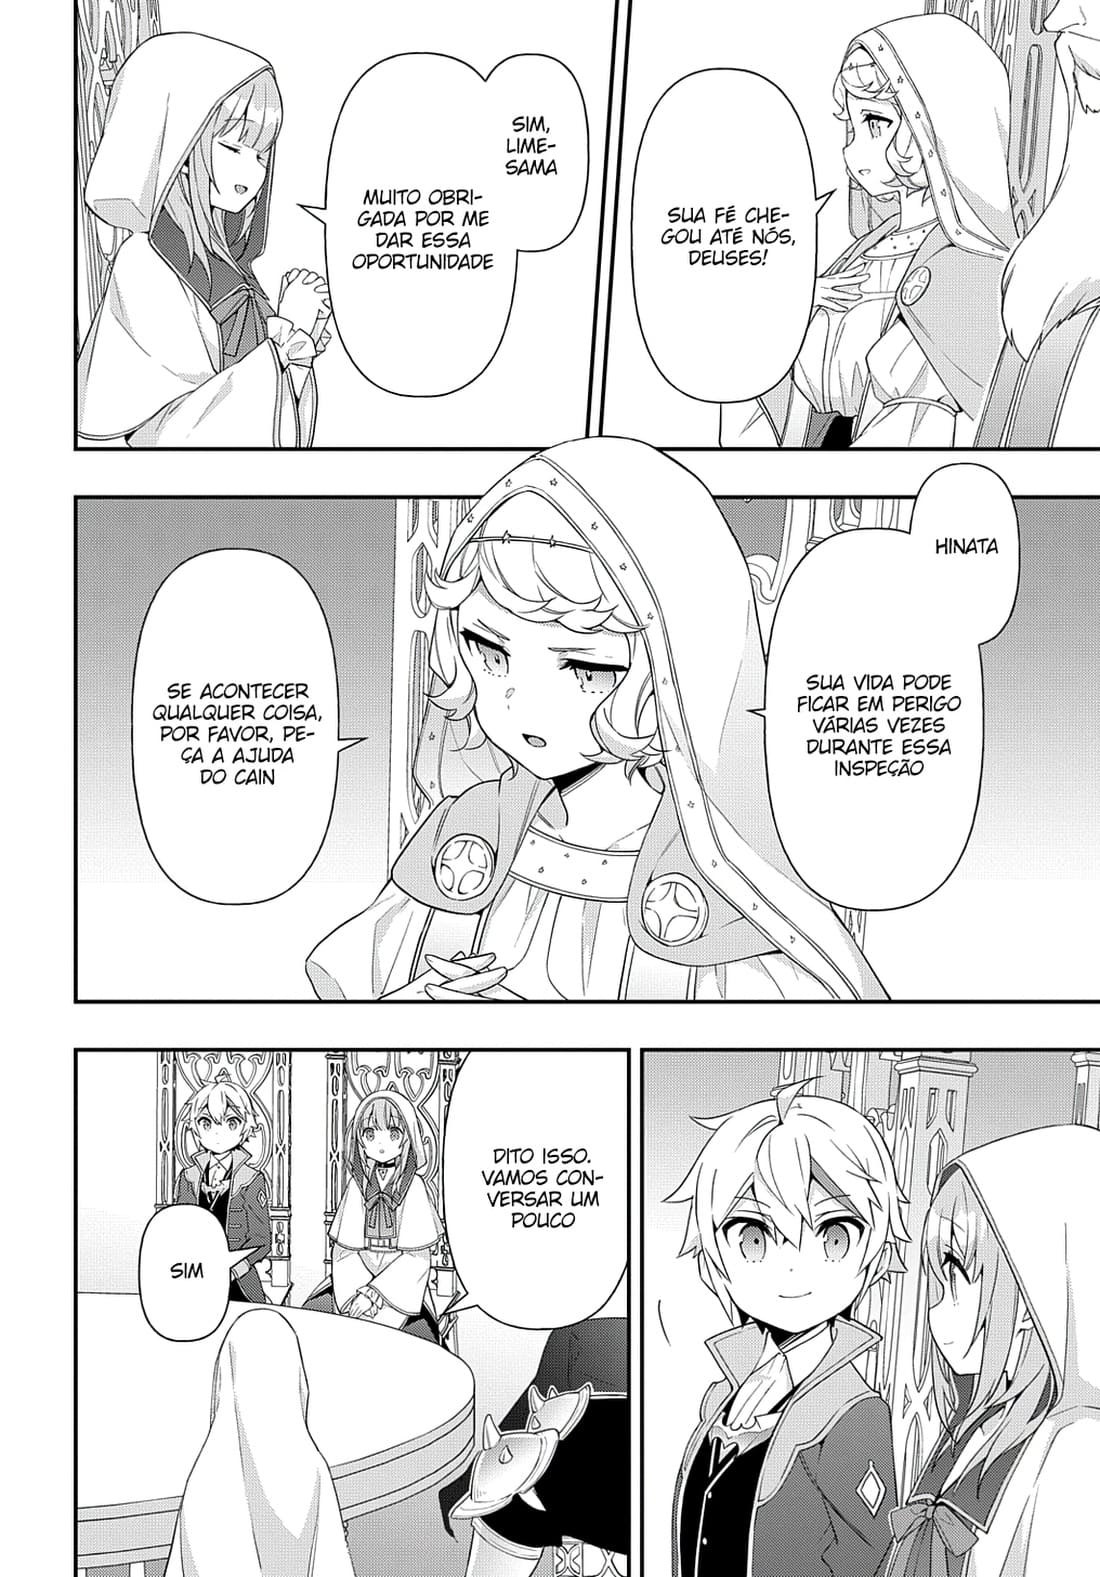 SUA FÉ CHE-
GOU ATÉ NÓS,
DEUSES!
SIM,
LIME-
SAMA
MUITO OBRI-
GADA POR ME
DAR ESSA
OPORTUNIDADE
HINATA
SUA VIDA PODE
FICAR EM PERIGO
VÁRIAS VEZES
DURANTE ESSA
INSPEÇÃO
SE ACONTECER
QUALQUER COISA,
POR FAVOR, PE-
ÇA A AJUDA
DO CAIN
DITO ISSO.
VAMOS CON-
VERSAR UM
POUCO
SIM